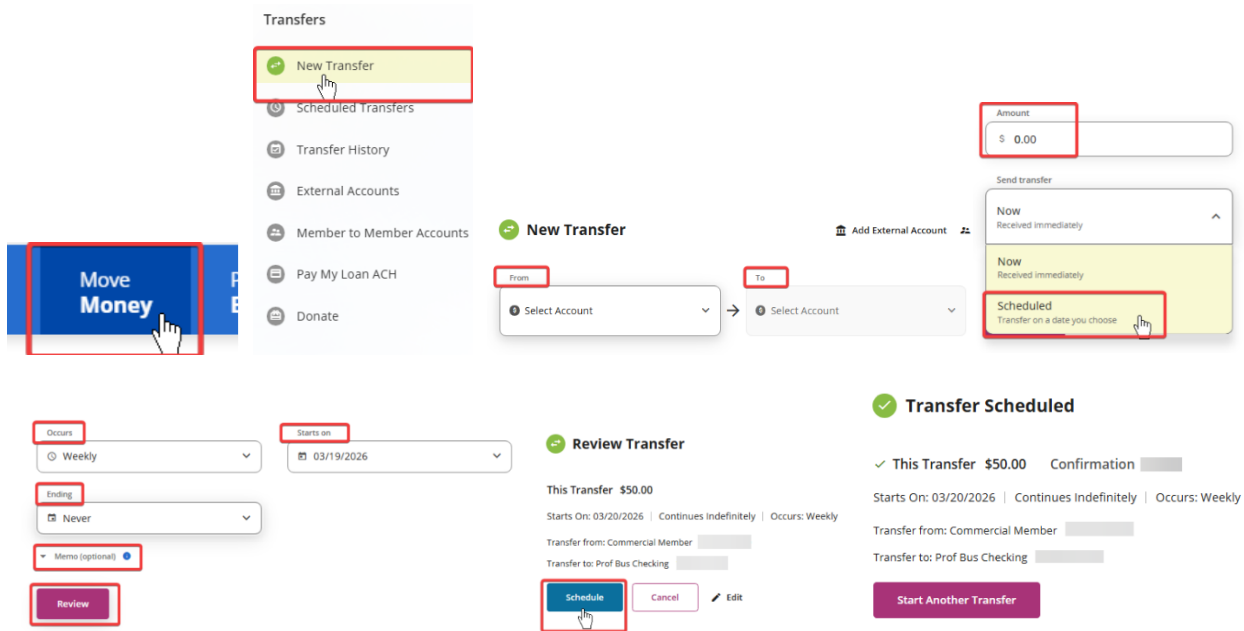 Transfers
New Transfer
Scheduled Transfers
Transfer History
External Accounts
Member to Member Accounts
Pay My Loan ACH
Donate
Move
Money
New Transfer
Add External Account
From
Select Account
To
Select Account
Amount
$ 0.00
Send transfer
Now
Received immediately
Now
Received immediately
Scheduled
Transfer on a date you choose
Occurs
Weekly
Starts on
03/19/2026
Ending
Never
Memo (optional)
Review
Review Transfer
This Transfer $50.00
Starts On: 03/20/2026 | Continues Indefinitely | Occurs: Weekly
Transfer from: Commercial Member
Transfer to: Prof Bus Checking
Schedule
Cancel
Edit
Transfer Scheduled
This Transfer $50.00 Confirmation
Starts On: 03/20/2026 | Continues Indefinitely | Occurs: Weekly
Transfer from: Commercial Member
Transfer to: Prof Bus Checking
Start Another Transfer